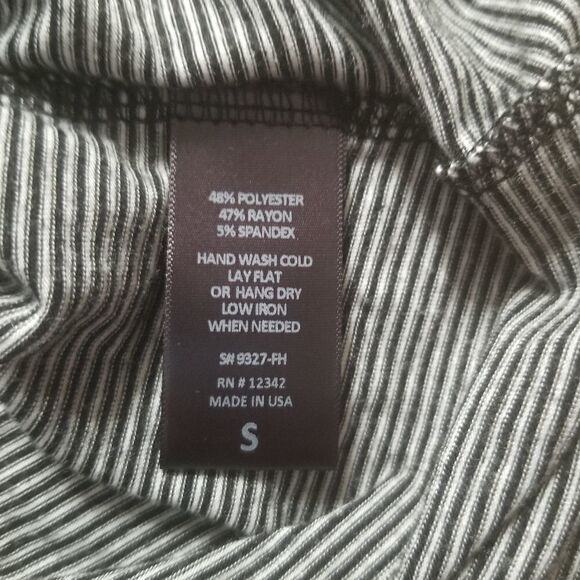 48% POLYESTER
47% RAYON
5% SPANDEX
HAND WASH COLD
LAY FLAT
OR HANG DRY
LOW IRON
WHEN NEEDED
S# 9327-FH
RN # 12342
MADE IN USA
S